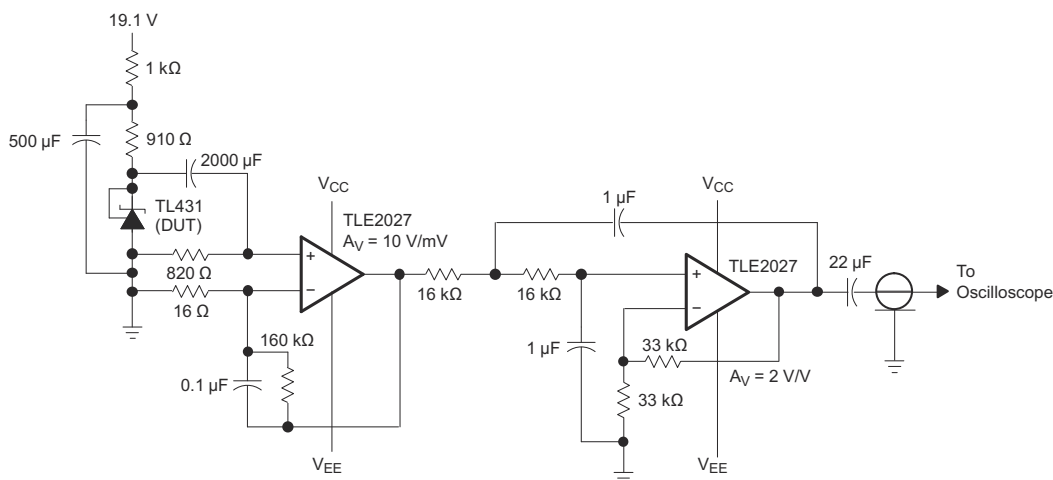 19.1 V
1 kΩ
500 µF
910 Ω
2000 µF
TL431
(DUT)
820 Ω
16 Ω
160 kΩ
0.1 µF
VCC
TLE2027
AV = 10 V/mV
+
−
VEE
16 kΩ
16 kΩ
1 µF
1 µF
VCC
TLE2027
+
−
33 kΩ
33 kΩ
AV = 2 V/V
VEE
22 µF
To
Oscilloscope